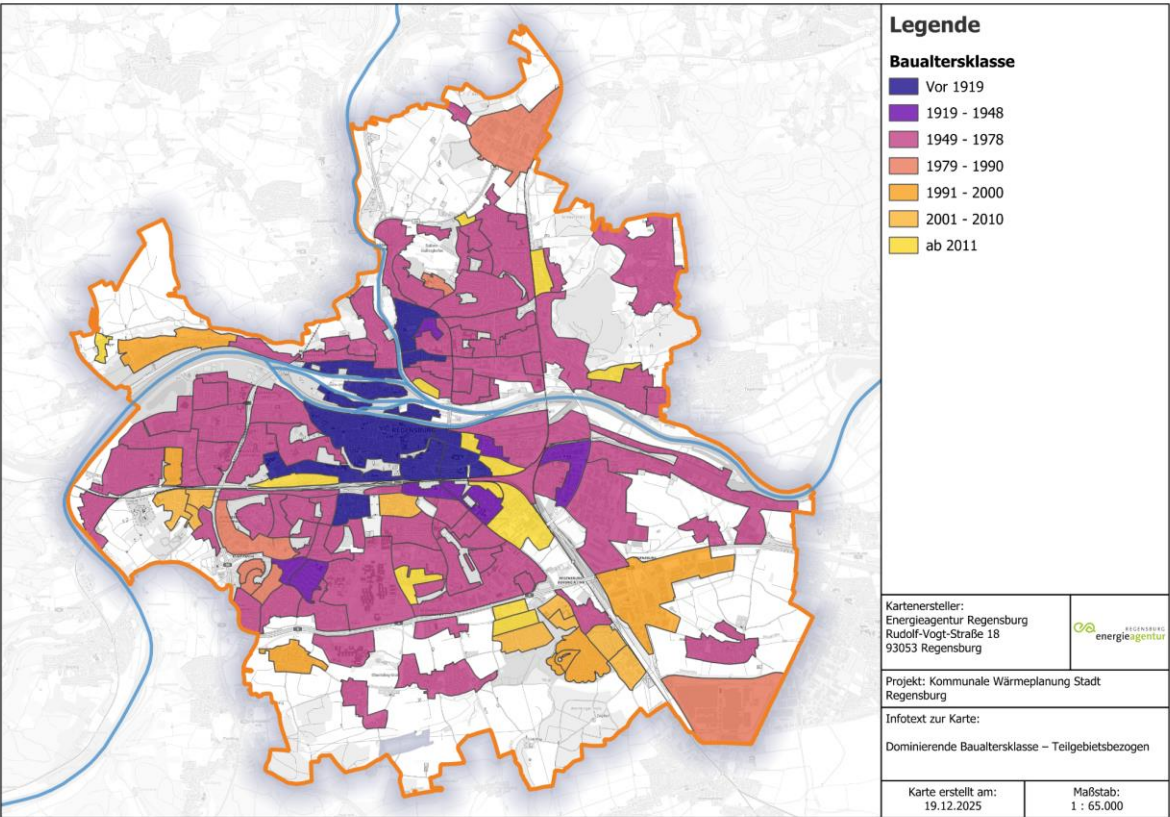 Legende
Baualtersklasse
Vor 1919
1919 - 1948
1949 - 1978
1979 - 1990
1991 - 2000
2001 - 2010
ab 2011
Kartenersteller:
Energieagentur Regensburg
Rudolf-Vogt-Straße 18
93053 Regensburg
REGENSBURG
energieagentur
Projekt: Kommunale Wärmeplanung Stadt
Regensburg
Infotext zur Karte:
Dominierende Baualtersklasse – Teilgebietsbezogen
Karte erstellt am:
19.12.2025
Maßstab:
1 : 65.000